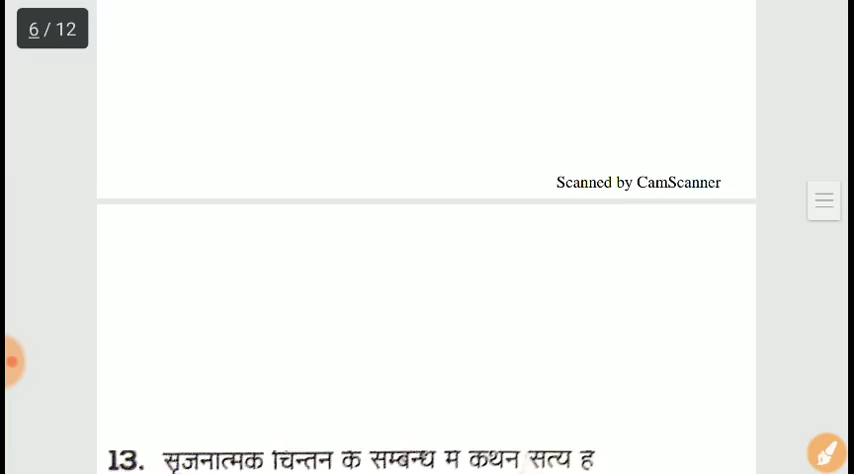 6 / 12
Scanned by CamScanner
13. सृजनात्मक चिन्तन के सम्बन्ध में कथन सत्य है